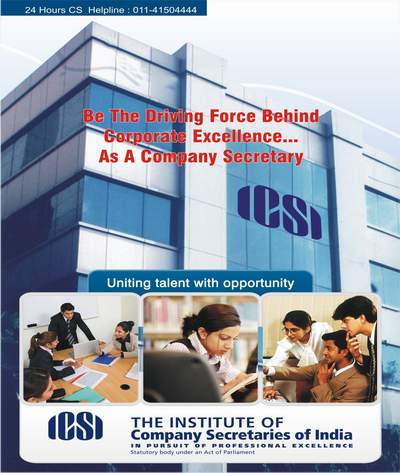 24 Hours CS Helpline : 011-41504444
Be The Driving Force Behind
Corporate Excellence...
As A Company Secretary
ICSI
Uniting talent with opportunity
ICSI
THE INSTITUTE OF
Company Secretaries of India
IN PURSUIT OF PROFESSIONAL EXCELLENCE
Statutory body under an Act of Parliament